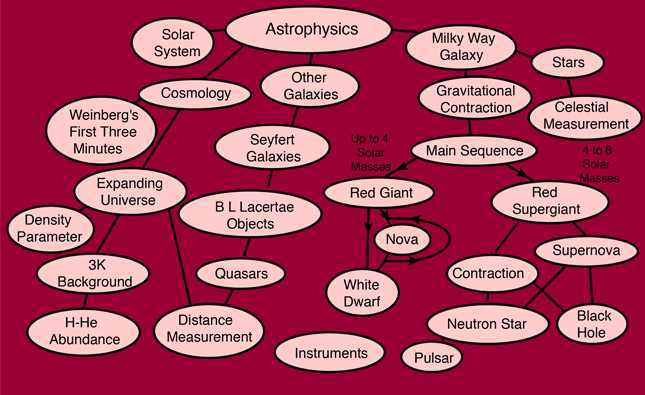 Astrophysics
Solar
System
Milky Way
Galaxy
Stars
Cosmology
Other
Galaxies
Gravitational
Contraction
Celestial
Measurement
Weinberg's
First Three
Minutes
Seyfert
Galaxies
Main Sequence
Up to 4
Solar
Masses
4 to 8
Solar
Masses
Expanding
Universe
Red Giant
Red
Supergiant
B L Lacertae
Objects
Density
Parameter
Nova
Supernova
3K
Background
Quasars
White
Dwarf
Contraction
H-He
Abundance
Distance
Measurement
Neutron Star
Black
Hole
Instruments
Pulsar